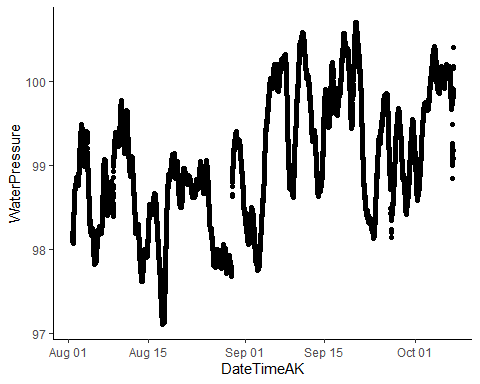 100
99
98
97
WaterPressure
Aug 01
Aug 15
Sep 01
Sep 15
Oct 01
DateTimeAK